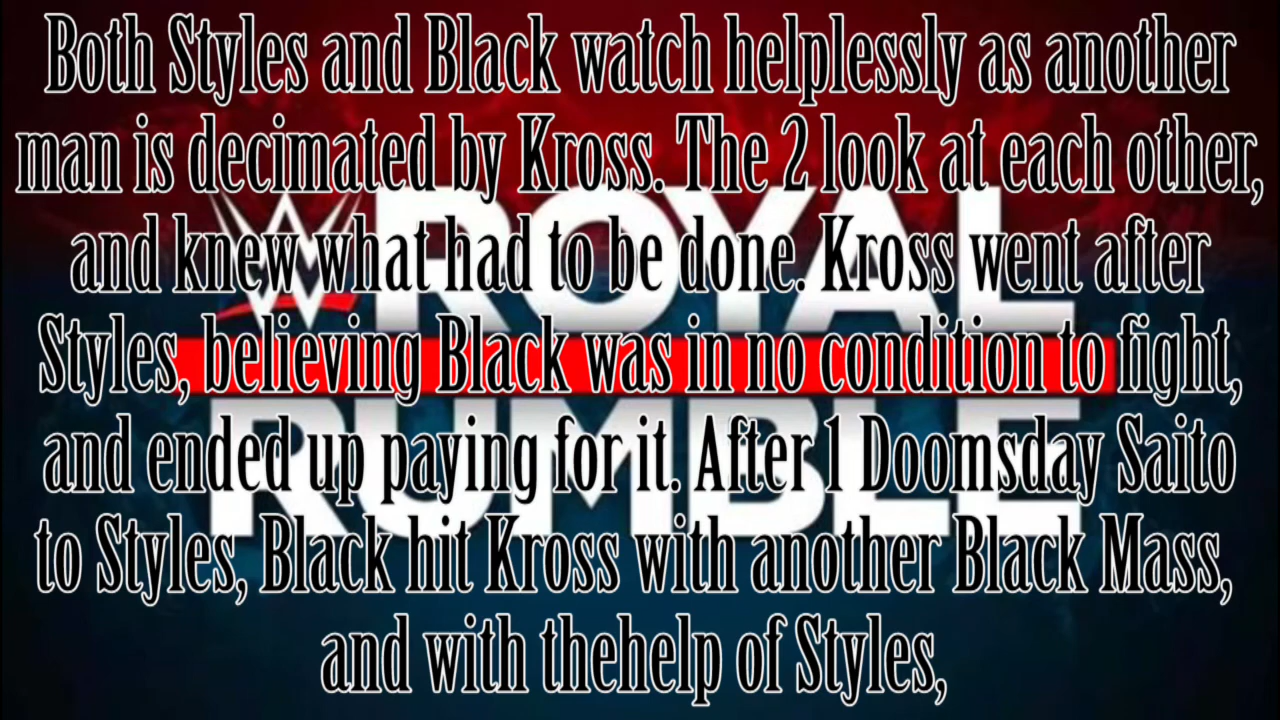 Both Styles and Black watch helplessly as another
man is decimated by Kross. The 2 look at each other,
and knew what had to be done. Kross went after
Styles, believing Black was in no condition to fight,
and ended up paying for it. After 1 Doomsday Saito
to Styles, Black hit Kross with another Black Mass,
and with thehelp of Styles,
W ROYAL
RUMBLE